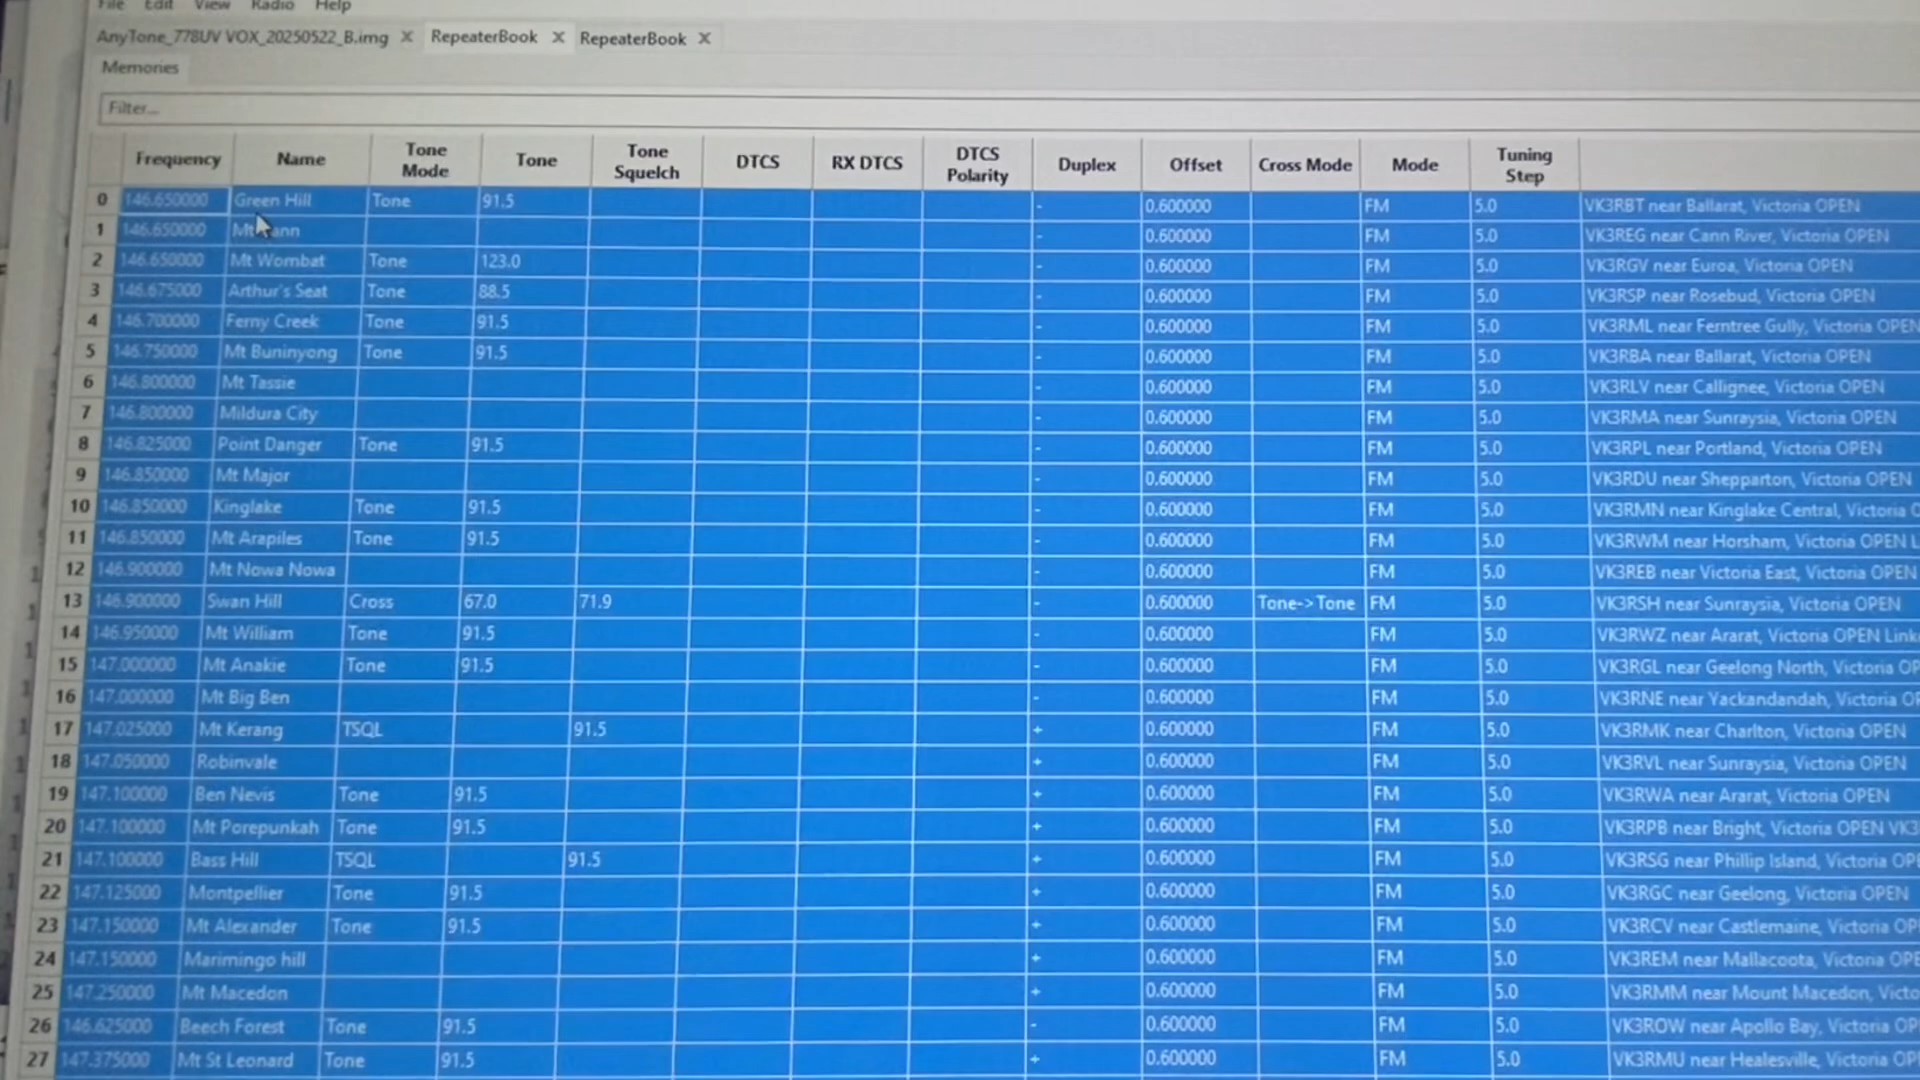 File Edit View Radio Help
AnyTone_778UV VOX_20250522_B.img × RepeaterBook × RepeaterBook ×
Memories
Filter...
Frequency Name Tone Mode Tone Tone Squelch DTCS RX DTCS DTCS Polarity Duplex Offset Cross Mode Mode Tuning Step
0 146.650000 Green Hill Tone 91.5 - 0.600000 FM 5.0 VK3RBT near Ballarat, Victoria OPEN
1 146.650000 Mt Cann - 0.600000 FM 5.0 VK3REG near Cann River, Victoria OPEN
2 146.650000 Mt Wombat Tone 123.0 - 0.600000 FM 5.0 VK3RGV near Euroa, Victoria OPEN
3 146.675000 Arthur's Seat Tone 88.5 - 0.600000 FM 5.0 VK3RSP near Rosebud, Victoria OPEN
4 146.700000 Ferny Creek Tone 91.5 - 0.600000 FM 5.0 VK3RML near Ferntree Gully, Victoria OPEN
5 146.750000 Mt Buninyong Tone 91.5 - 0.600000 FM 5.0 VK3RBA near Ballarat, Victoria OPEN
6 146.800000 Mt Tassie - 0.600000 FM 5.0 VK3RLV near Callignee, Victoria OPEN
7 146.800000 Mildura City - 0.600000 FM 5.0 VK3RMA near Sunraysia, Victoria OPEN
8 146.825000 Point Danger Tone 91.5 - 0.600000 FM 5.0 VK3RPL near Portland, Victoria OPEN
9 146.850000 Mt Major - 0.600000 FM 5.0 VK3RDU near Shepparton, Victoria OPEN
10 146.850000 Kinglake Tone 91.5 - 0.600000 FM 5.0 VK3RMN near Kinglake Central, Victoria O
11 146.850000 Mt Arapiles Tone 91.5 - 0.600000 FM 5.0 VK3RWM near Horsham, Victoria OPEN L
12 146.900000 Mt Nowa Nowa - 0.600000 FM 5.0 VK3REB near Victoria East, Victoria OPEN
13 146.900000 Swan Hill Cross 67.0 71.9 - 0.600000 Tone->Tone FM 5.0 VK3RSH near Sunraysia, Victoria OPEN
14 146.950000 Mt William Tone 91.5 - 0.600000 FM 5.0 VK3RWZ near Ararat, Victoria OPEN Link
15 147.000000 Mt Anakie Tone 91.5 - 0.600000 FM 5.0 VK3RGL near Geelong North, Victoria OP
16 147.000000 Mt Big Ben - 0.600000 FM 5.0 VK3RNE near Yackandandah, Victoria OP
17 147.025000 Mt Kerang TSQL 91.5 + 0.600000 FM 5.0 VK3RMK near Charlton, Victoria OPEN
18 147.050000 Robinvale + 0.600000 FM 5.0 VK3RVL near Sunraysia, Victoria OPEN
19 147.100000 Ben Nevis Tone 91.5 + 0.600000 FM 5.0 VK3RWA near Ararat, Victoria OPEN
20 147.100000 Mt Porepunkah Tone 91.5 + 0.600000 FM 5.0 VK3RPB near Bright, Victoria OPEN VK3
21 147.100000 Bass Hill TSQL 91.5 + 0.600000 FM 5.0 VK3RSG near Phillip Island, Victoria OPE
22 147.125000 Montpellier Tone 91.5 + 0.600000 FM 5.0 VK3RGC near Geelong, Victoria OPEN
23 147.150000 Mt Alexander Tone 91.5 + 0.600000 FM 5.0 VK3RCV near Castlemaine, Victoria OP
24 147.150000 Marimingo hill + 0.600000 FM 5.0 VK3REM near Mallacoota, Victoria OPE
25 147.250000 Mt Macedon + 0.600000 FM 5.0 VK3RMM near Mount Macedon, Victo
26 146.625000 Beech Forest Tone 91.5 - 0.600000 FM 5.0 VK3ROW near Apollo Bay, Victoria OP
27 147.375000 Mt St Leonard Tone 91.5 + 0.600000 FM 5.0 VK3RMU near Healesville, Victoria OP